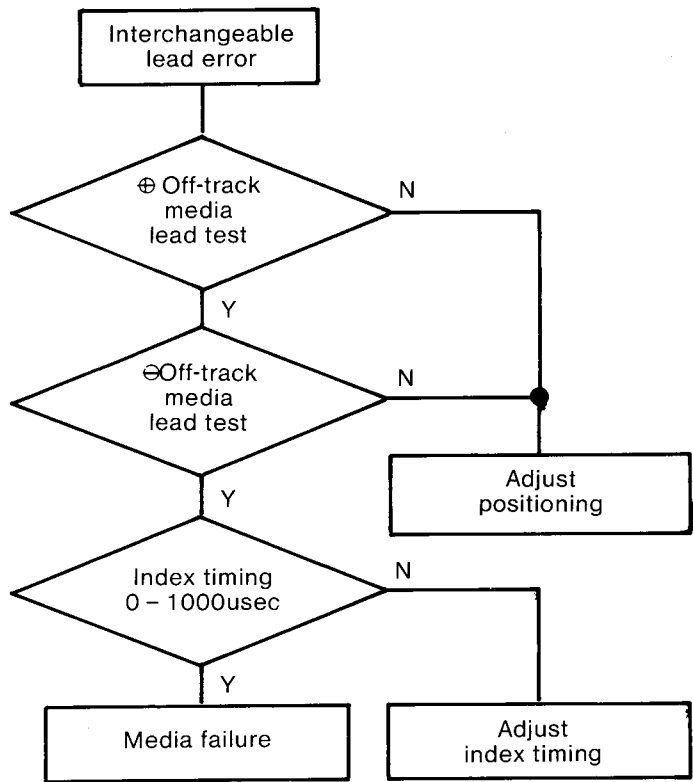 Interchangeable
lead error
⊕ Off-track
media
lead test
N
Y
⊖Off-track
media
lead test
N
Y
Adjust
positioning
Index timing
0 – 1000usec
N
Y
Media failure
Adjust
index timing